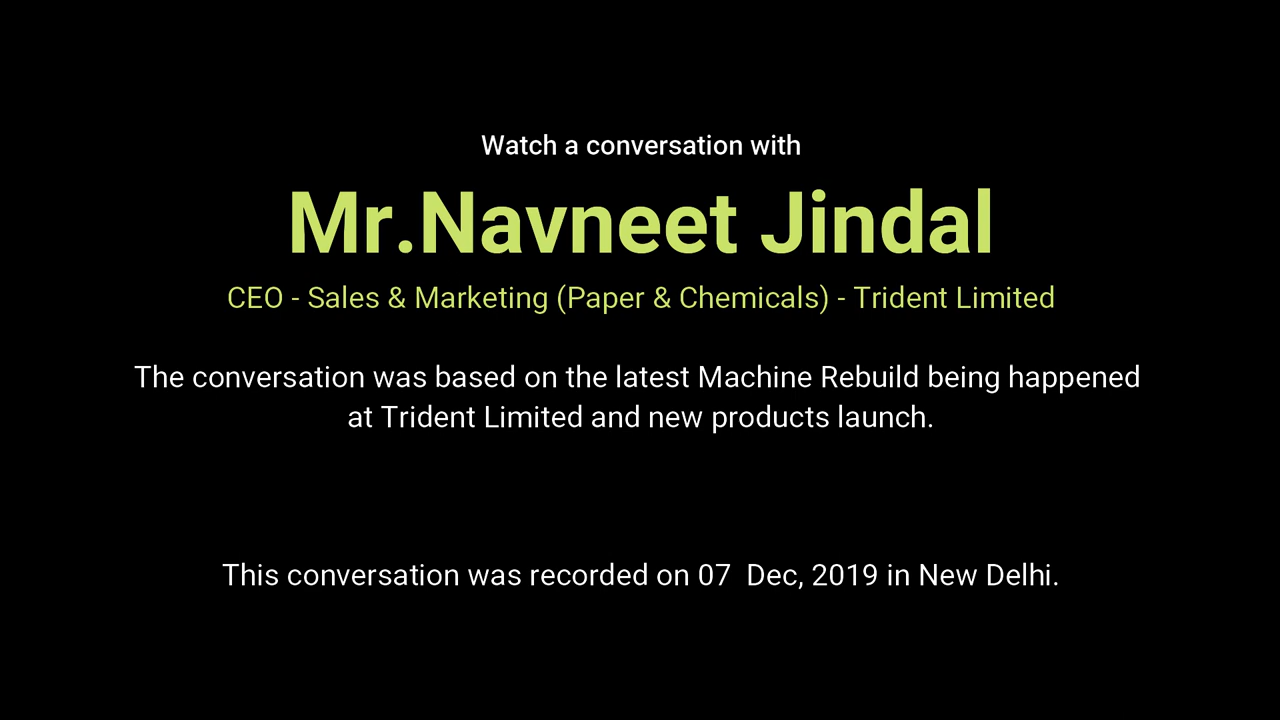 Watch a conversation with
Mr.Navneet Jindal
CEO - Sales & Marketing (Paper & Chemicals) - Trident Limited
The conversation was based on the latest Machine Rebuild being happened
at Trident Limited and new products launch.
This conversation was recorded on 07  Dec, 2019 in New Delhi.